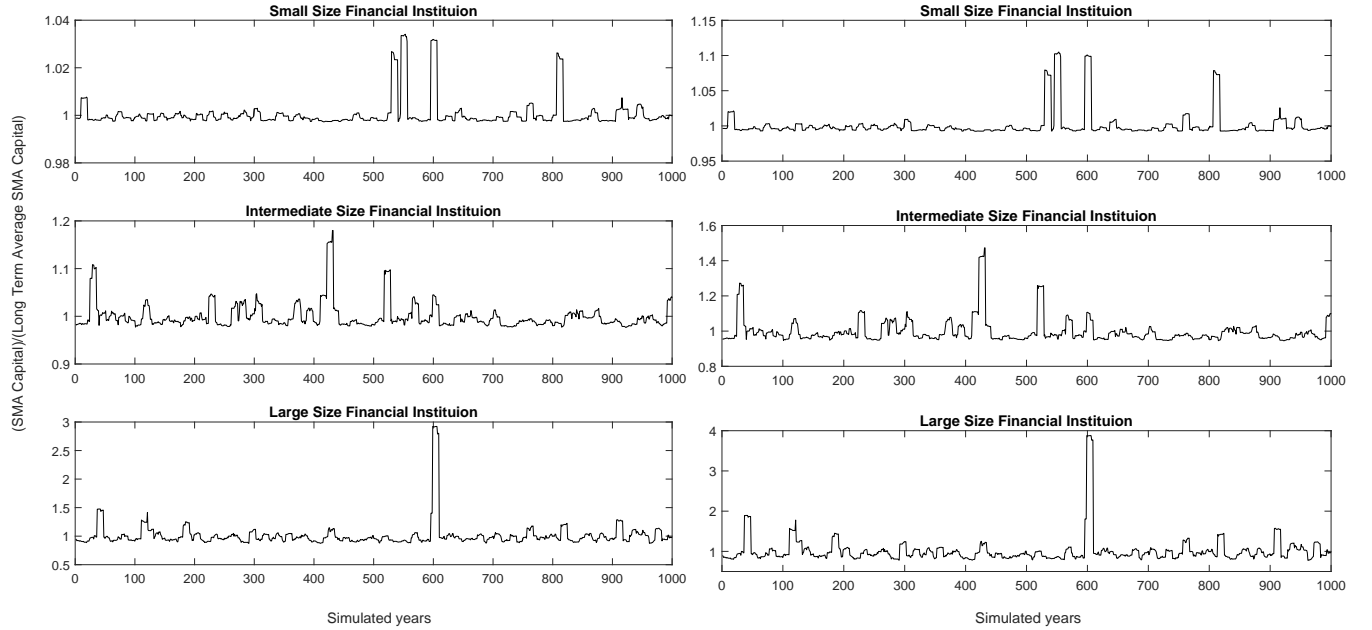 Small Size Financial Instituion
1.04
1.02
1
0.98
0 100 200 300 400 500 600 700 800 900 1000
Intermediate Size Financial Instituion
1.2
1.1
1
0.9
0 100 200 300 400 500 600 700 800 900 1000
Large Size Financial Instituion
3
2.5
2
1.5
1
0.5
0 100 200 300 400 500 600 700 800 900 1000
Simulated years
(SMA Capital)/(Long Term Average SMA Capital)
Small Size Financial Instituion
1.15
1.1
1.05
1
0.95
0 100 200 300 400 500 600 700 800 900 1000
Intermediate Size Financial Instituion
1.6
1.4
1.2
1
0.8
0 100 200 300 400 500 600 700 800 900 1000
Large Size Financial Instituion
4
3
2
1
0 100 200 300 400 500 600 700 800 900 1000
Simulated years